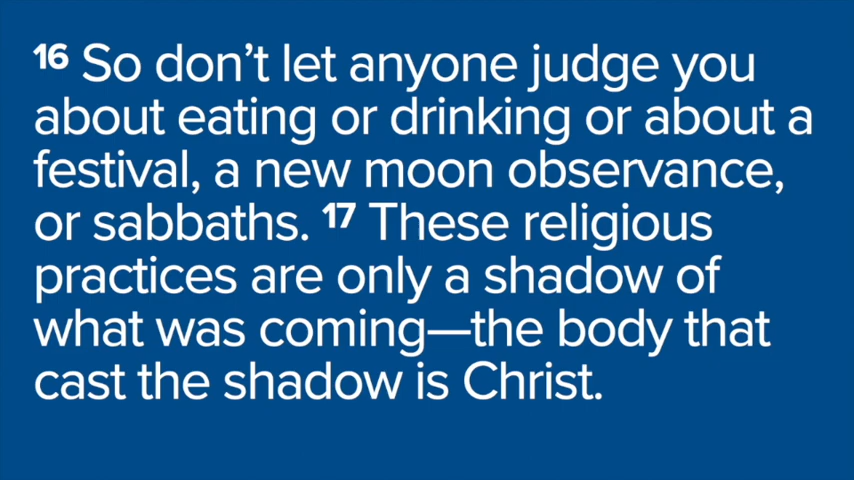 16 So don’t let anyone judge you
about eating or drinking or about a
festival, a new moon observance,
or sabbaths. 17 These religious
practices are only a shadow of
what was coming—the body that
cast the shadow is Christ.